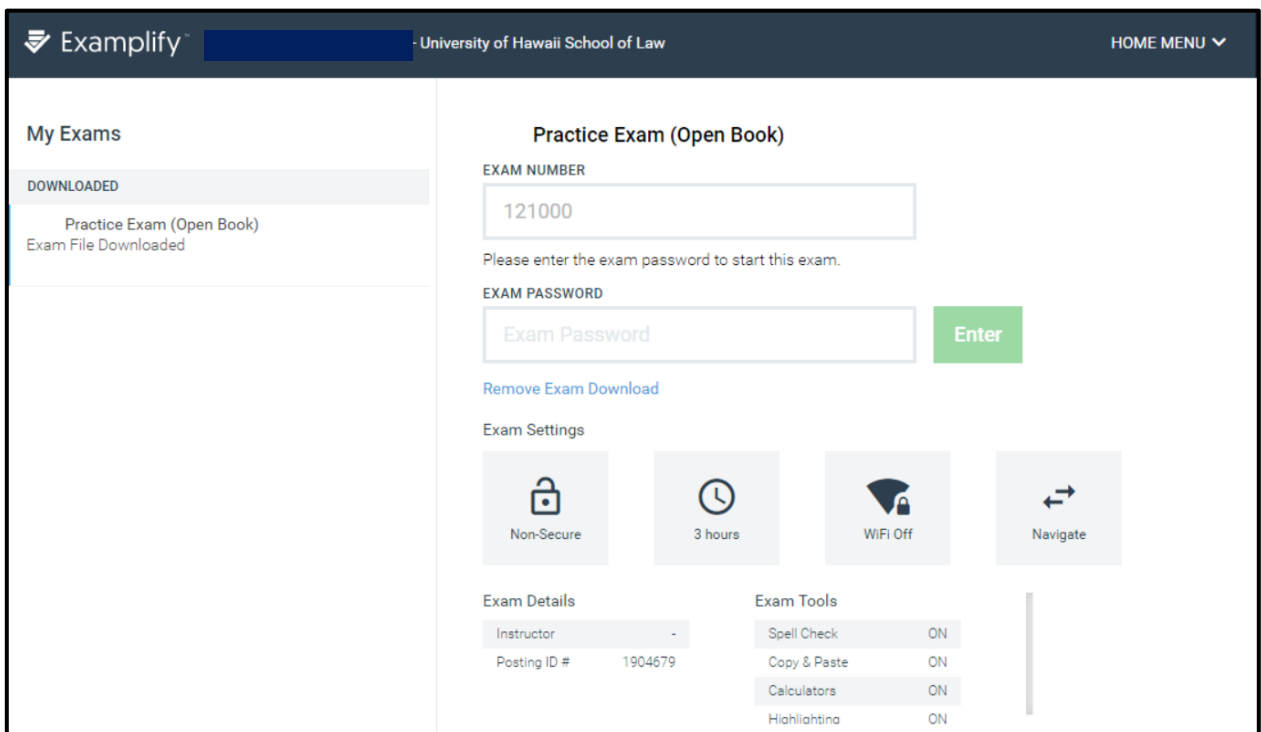 Examplify™ - University of Hawaii School of Law HOME MENU
My Exams
DOWNLOADED
Practice Exam (Open Book)
Exam File Downloaded
Practice Exam (Open Book)
EXAM NUMBER
121000
Please enter the exam password to start this exam.
EXAM PASSWORD
Exam Password
Enter
Remove Exam Download
Exam Settings
Non-Secure
3 hours
WiFi Off
Navigate
Exam Details
Instructor -
Posting ID # 1904679
Exam Tools
Spell Check ON
Copy & Paste ON
Calculators ON
Highlighting ON